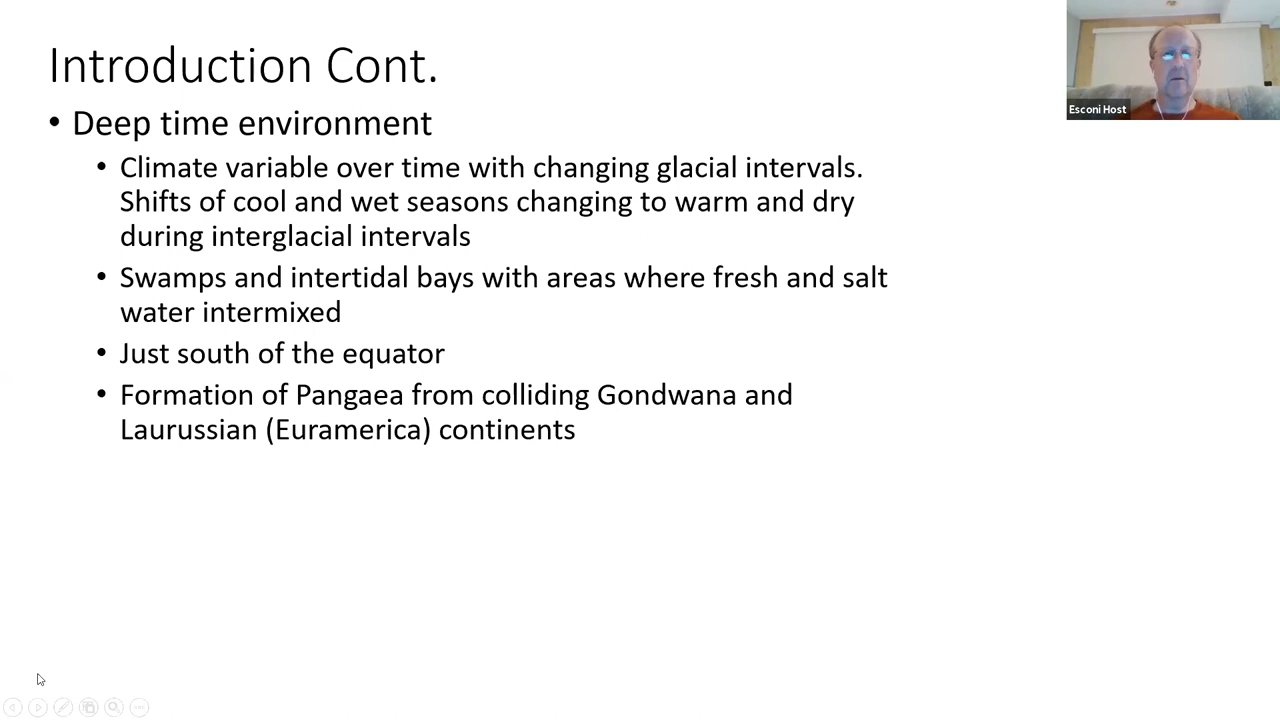 Introduction Cont.
• Deep time environment
• Climate variable over time with changing glacial intervals.
Shifts of cool and wet seasons changing to warm and dry
during interglacial intervals
• Swamps and intertidal bays with areas where fresh and salt
water intermixed
• Just south of the equator
• Formation of Pangaea from colliding Gondwana and
Laurussian (Euramerica) continents
Esconi Host